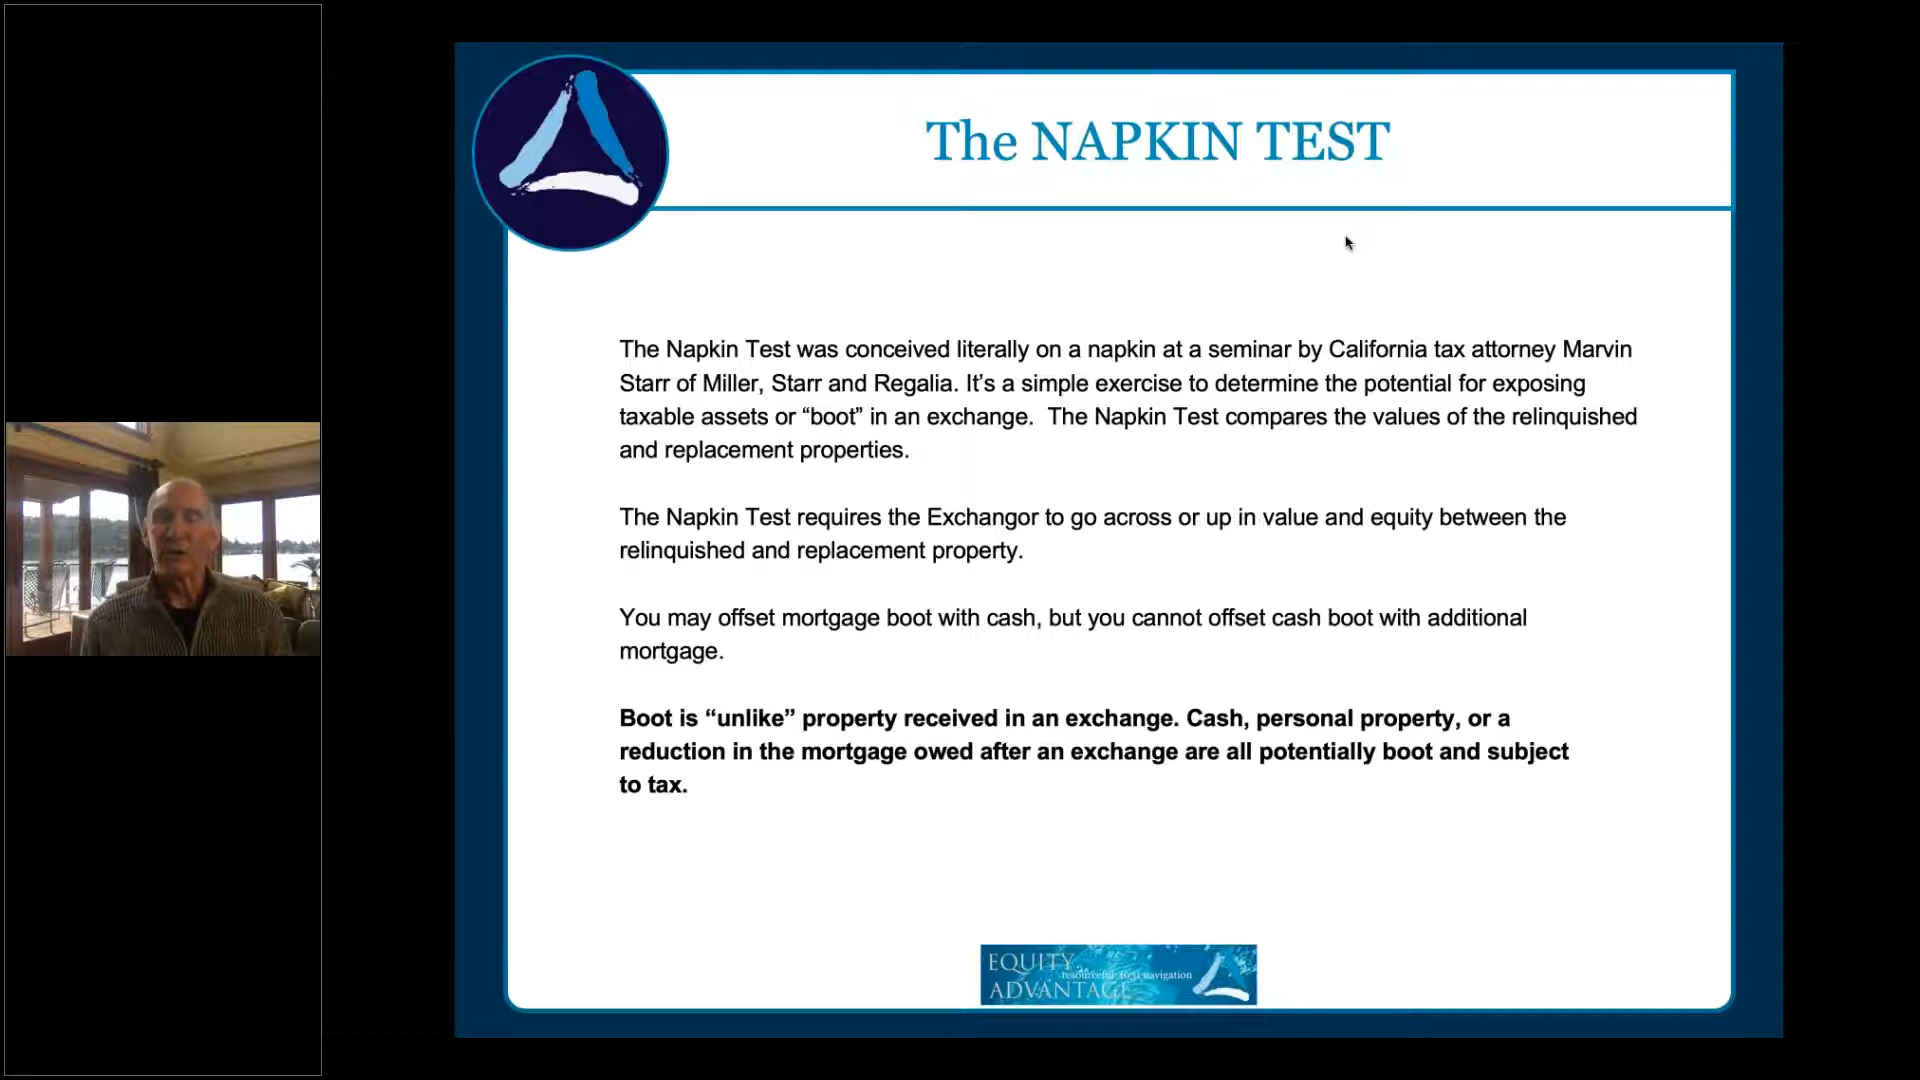 The NAPKIN TEST
The Napkin Test was conceived literally on a napkin at a seminar by California tax attorney Marvin
Starr of Miller, Starr and Regalia. It’s a simple exercise to determine the potential for exposing
taxable assets or “boot” in an exchange.  The Napkin Test compares the values of the relinquished
and replacement properties.
The Napkin Test requires the Exchangor to go across or up in value and equity between the
relinquished and replacement property.
You may offset mortgage boot with cash, but you cannot offset cash boot with additional
mortgage.
Boot is “unlike” property received in an exchange. Cash, personal property, or a
reduction in the mortgage owed after an exchange are all potentially boot and subject
to tax.
EQUITY
resourceful 1031 navigation
ADVANTAGE